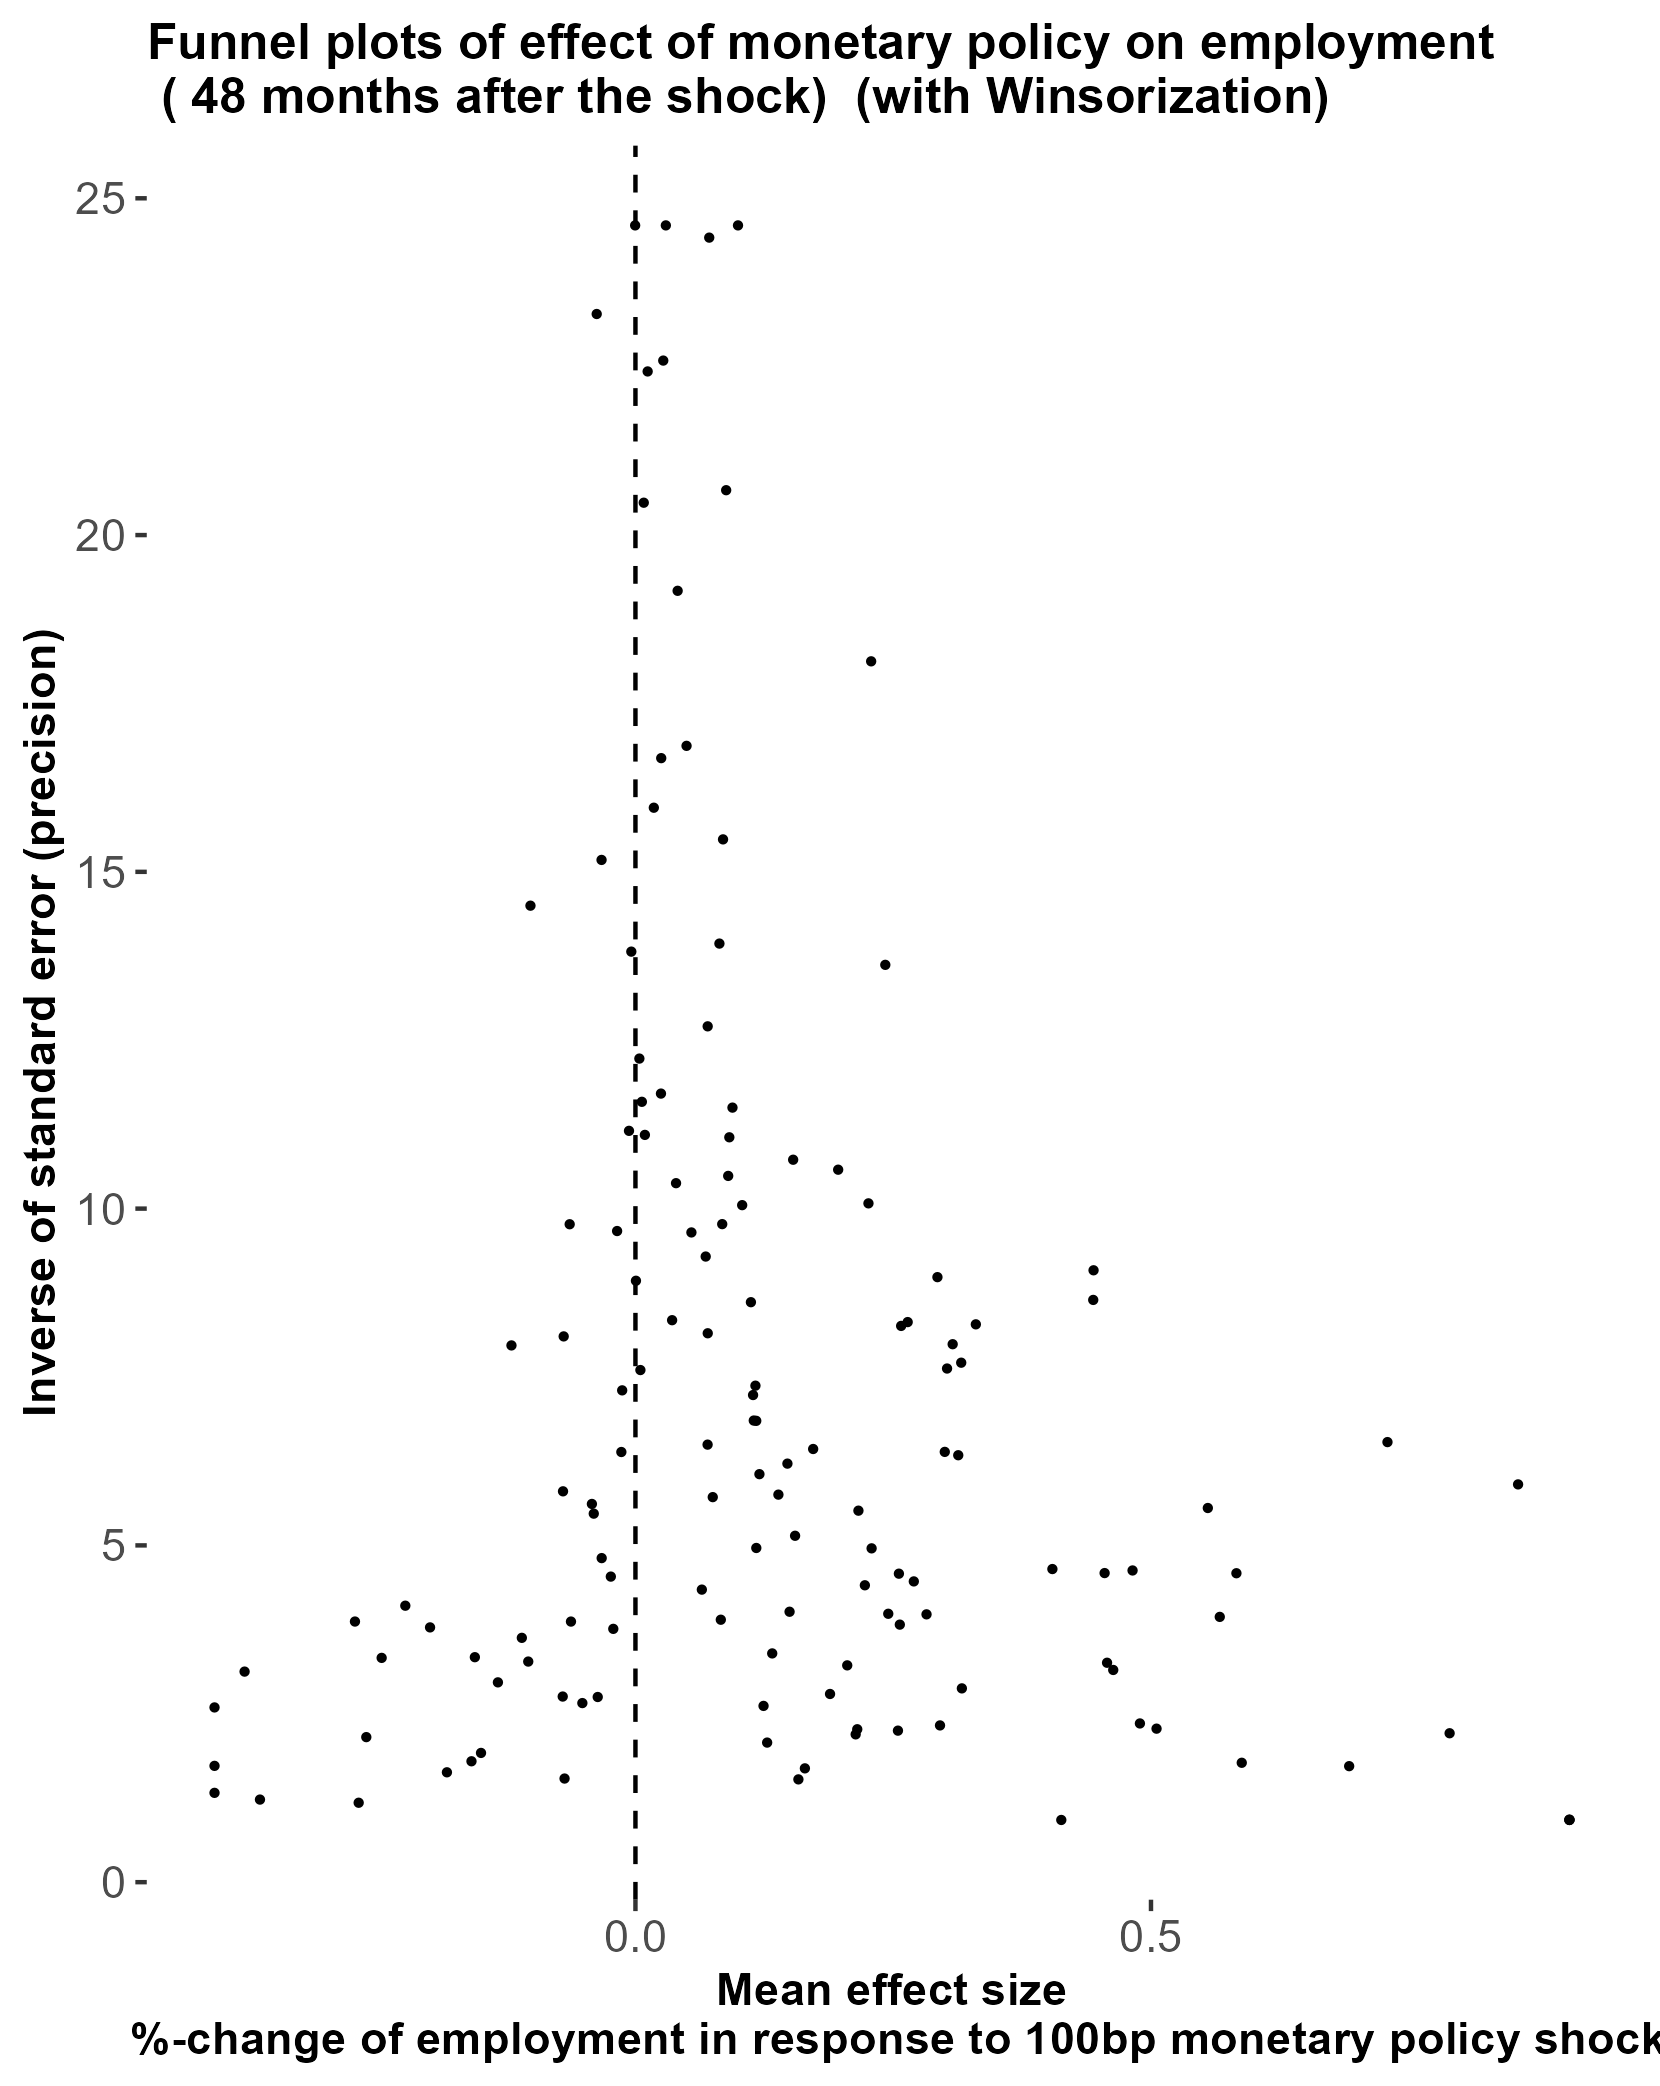 Funnel plots of effect of monetary policy on employment
( 48 months after the shock)  (with Winsorization)
Inverse of standard error (precision)
25
20
15
10
5
0
0.0
0.5
Mean effect size
%-change of employment in response to 100bp monetary policy shock